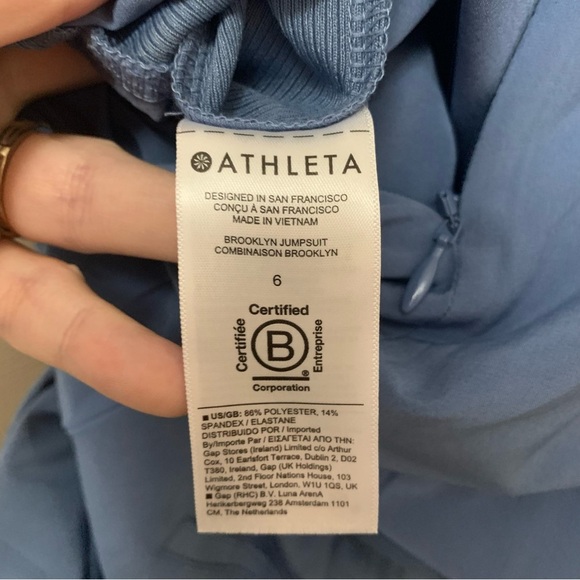 ATHLETA
DESIGNED IN SAN FRANCISCO
CONÇU À SAN FRANCISCO
MADE IN VIETNAM
BROOKLYN JUMPSUIT
COMBINAISON BROOKLYN
6
Certified
Certifiée
B
Entreprise
®
Corporation
■ US/GB: 86% POLYESTER, 14%
SPANDEX / ELASTANE
DISTRIBUIDO POR / Imported
By/Importe Par / ΕΙΣΑΓΕΤΑΙ ΑΠΟ ΤΗΝ:
Gap Stores (Ireland) Limited c/o Arthur
Cox, 10 Earlsfort Terrace, Dublin 2, D02
T380, Ireland, Gap (UK Holdings)
Limited, 2nd Floor Nations House, 103
Wigmore Street, London, W1U 1QS, UK
■ Gap (RHC) B.V. Luna ArenA
Herikerbergweg 238 Amsterdam 1101
CM, The Netherlands